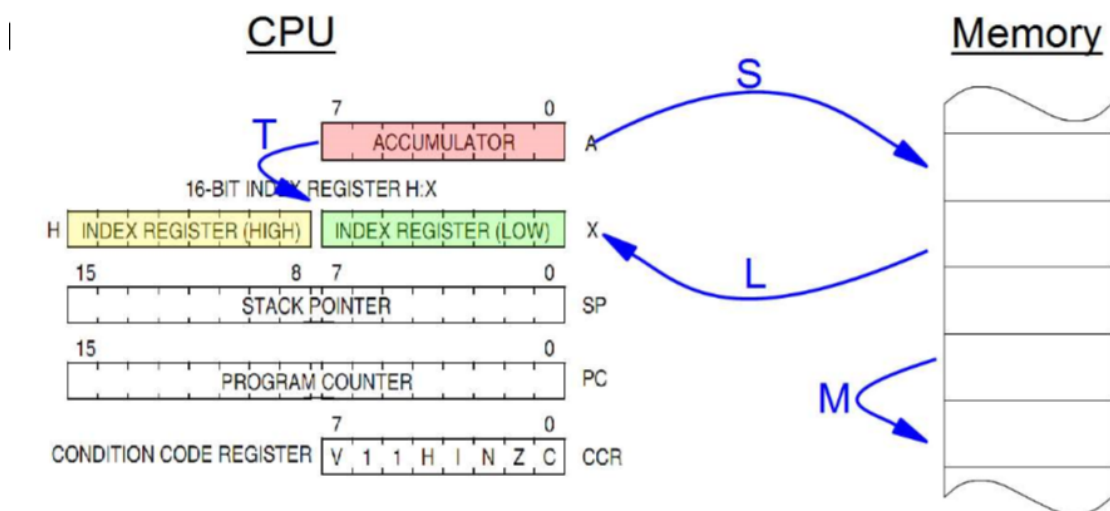 CPU
Memory
S
7 0
T
ACCUMULATOR
A
16-BIT INDEX REGISTER H:X
H
INDEX REGISTER (HIGH)
INDEX REGISTER (LOW)
X
15 8 7 0
L
STACK POINTER
SP
15 0
PROGRAM COUNTER
PC
M
7 0
CONDITION CODE REGISTER
V 1 1 H I N Z C
CCR